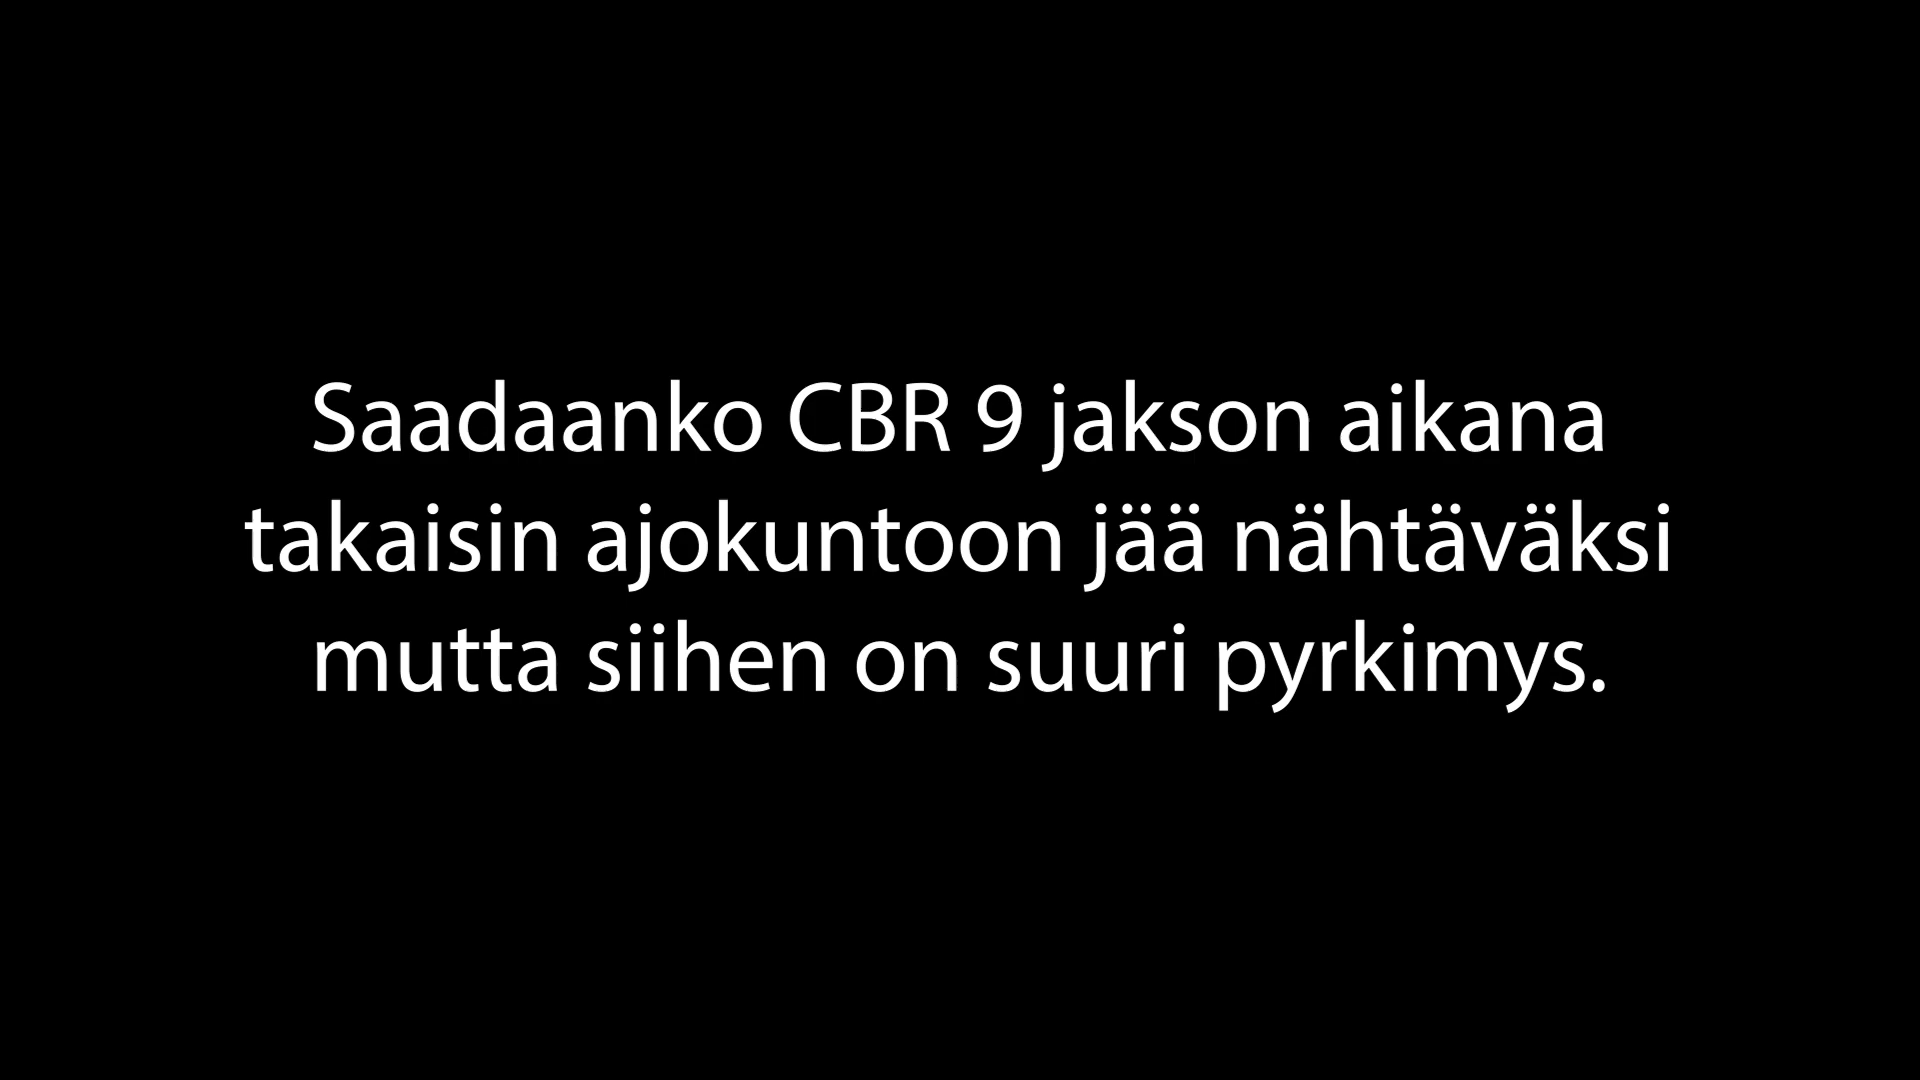 Saadaanko CBR 9 jakson aikana
takaisin ajokuntoon jää nähtäväksi
mutta siihen on suuri pyrkimys.